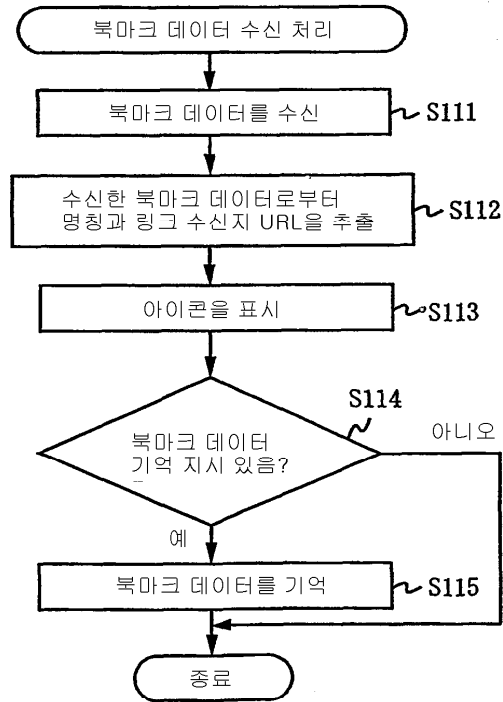 북마크 데이터 수신 처리
북마크 데이터를 수신
S111
수신한 북마크 데이터로부터
명칭과 링크 수신지 URL을 추출
S112
아이콘을 표시
S113
S114
북마크 데이터
기억 지시 있음?
아니오
예
북마크 데이터를 기억
S115
종료